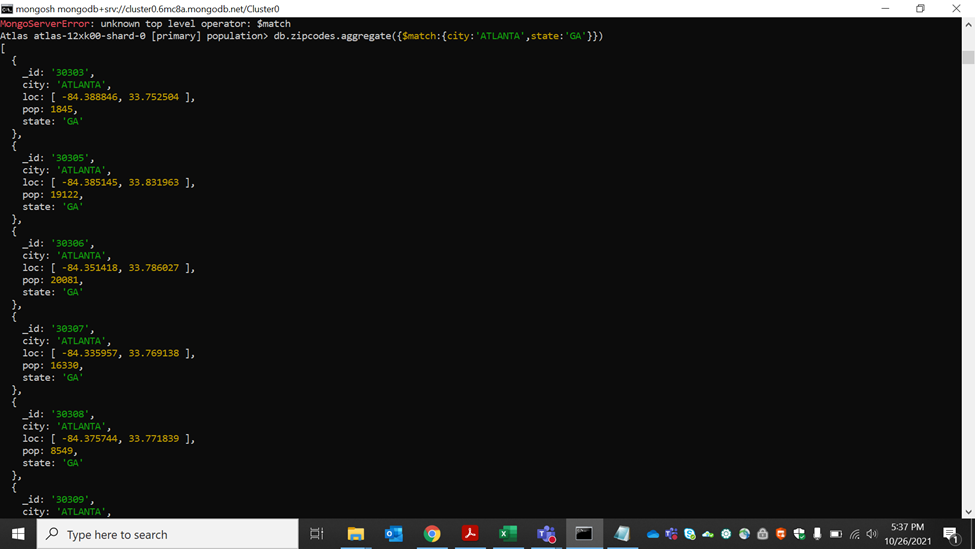 mongosh mongodb+srv://cluster0.6mc8a.mongodb.net/Cluster0
MongoServerError: unknown top level operator: $match
Atlas atlas-12xk00-shard-0 [primary] population> db.zipcodes.aggregate({$match:{city:'ATLANTA',state:'GA'}})
[
  {
    _id: '30303',
    city: 'ATLANTA',
    loc: [ -84.388846, 33.752504 ],
    pop: 1845,
    state: 'GA'
  },
  {
    _id: '30305',
    city: 'ATLANTA',
    loc: [ -84.385145, 33.831963 ],
    pop: 19122,
    state: 'GA'
  },
  {
    _id: '30306',
    city: 'ATLANTA',
    loc: [ -84.351418, 33.786027 ],
    pop: 20081,
    state: 'GA'
  },
  {
    _id: '30307',
    city: 'ATLANTA',
    loc: [ -84.335957, 33.769138 ],
    pop: 16330,
    state: 'GA'
  },
  {
    _id: '30308',
    city: 'ATLANTA',
    loc: [ -84.375744, 33.771839 ],
    pop: 8549,
    state: 'GA'
  },
  {
    _id: '30309',
    city: 'ATLANTA',
Type here to search
5:37 PM
10/26/2021
1